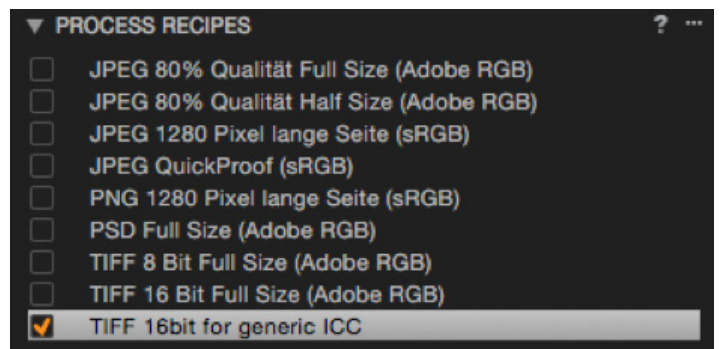 PROCESS RECIPES ? ...
JPEG 80% Qualität Full Size (Adobe RGB)
JPEG 80% Qualität Half Size (Adobe RGB)
JPEG 1280 Pixel lange Seite (sRGB)
JPEG QuickProof (sRGB)
PNG 1280 Pixel lange Seite (sRGB)
PSD Full Size (Adobe RGB)
TIFF 8 Bit Full Size (Adobe RGB)
TIFF 16 Bit Full Size (Adobe RGB)
TIFF 16bit for generic ICC